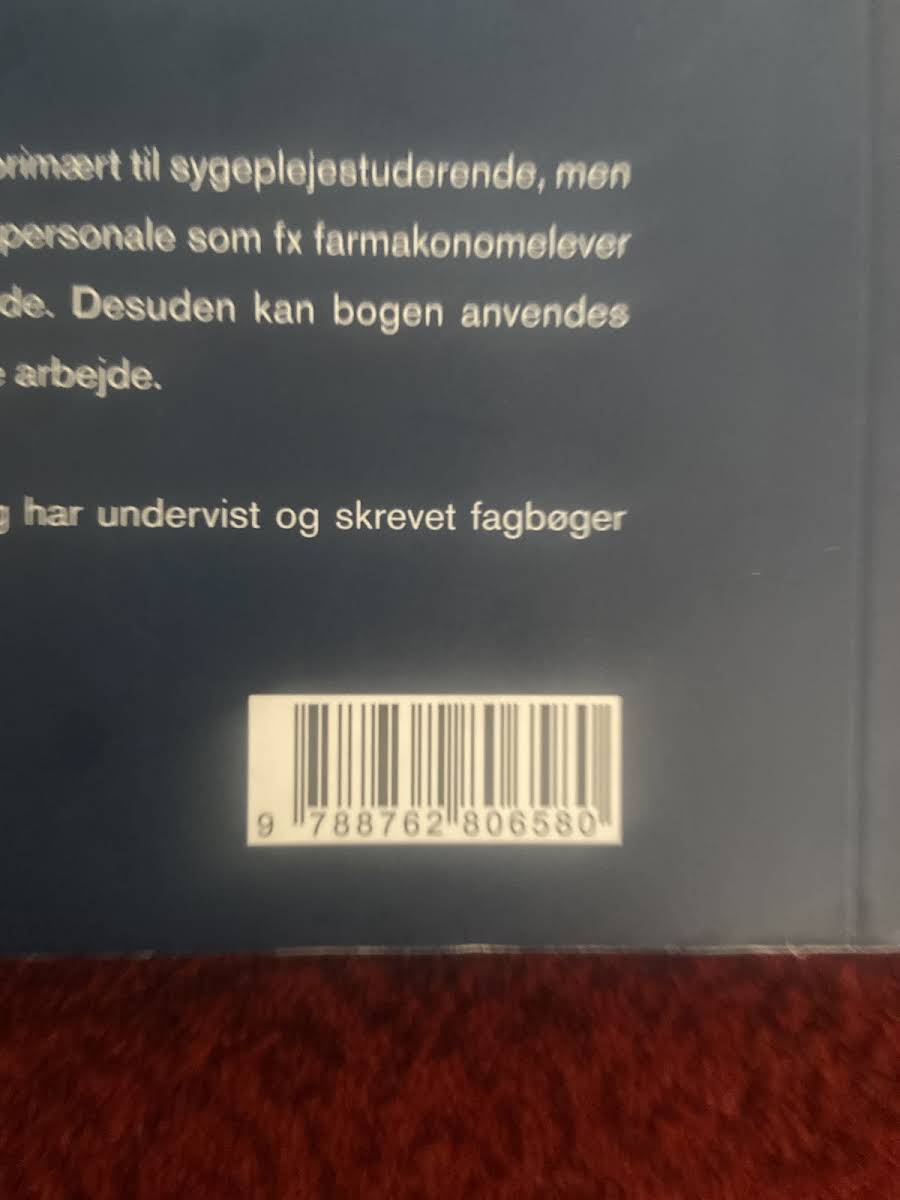 primært til sygeplejestuderende, men
personale som fx farmakonomelever
de. Desuden kan bogen anvendes
arbejde.
har undervist og skrevet fagbøger
9 788762 806580